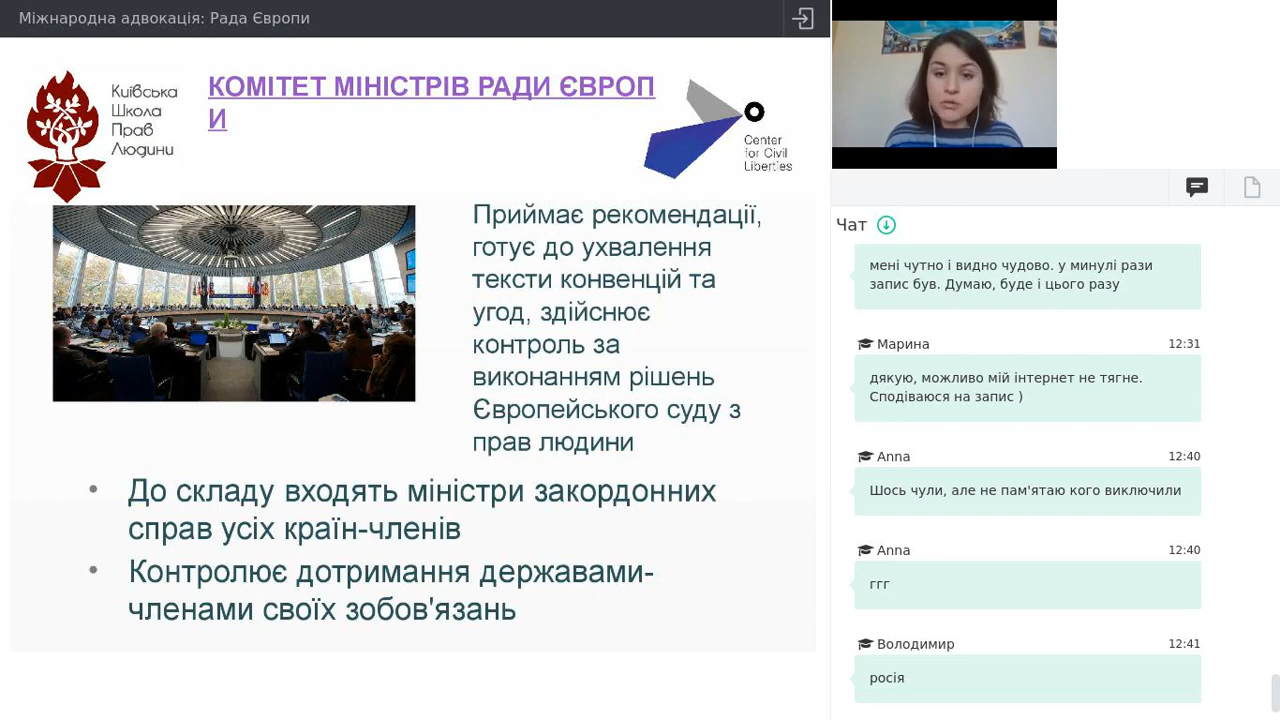 Міжнародна адвокація: Рада Європи
Київська
Школа
Прав
Людини
КОМІТЕТ МІНІСТРІВ РАДИ ЄВРОП
И
Center
for Civil
Liberties
Приймає рекомендації,
готує до ухвалення
тексти конвенцій та
угод, здійснює
контроль за
виконанням рішень
Європейського суду з
прав людини
• До складу входять міністри закордонних
справ усіх країн-членів
• Контролює дотримання державами-
членами своїх зобов'язань
Чат
мені чутно і видно чудово. у минулі рази
запис був. Думаю, буде і цього разу
Марина 12:31
дякую, можливо мій інтернет не тягне.
Сподіваюся на запис )
Anna 12:40
Шось чули, але не пам'ятаю кого виключили
Anna 12:40
ггг
Володимир 12:41
росія